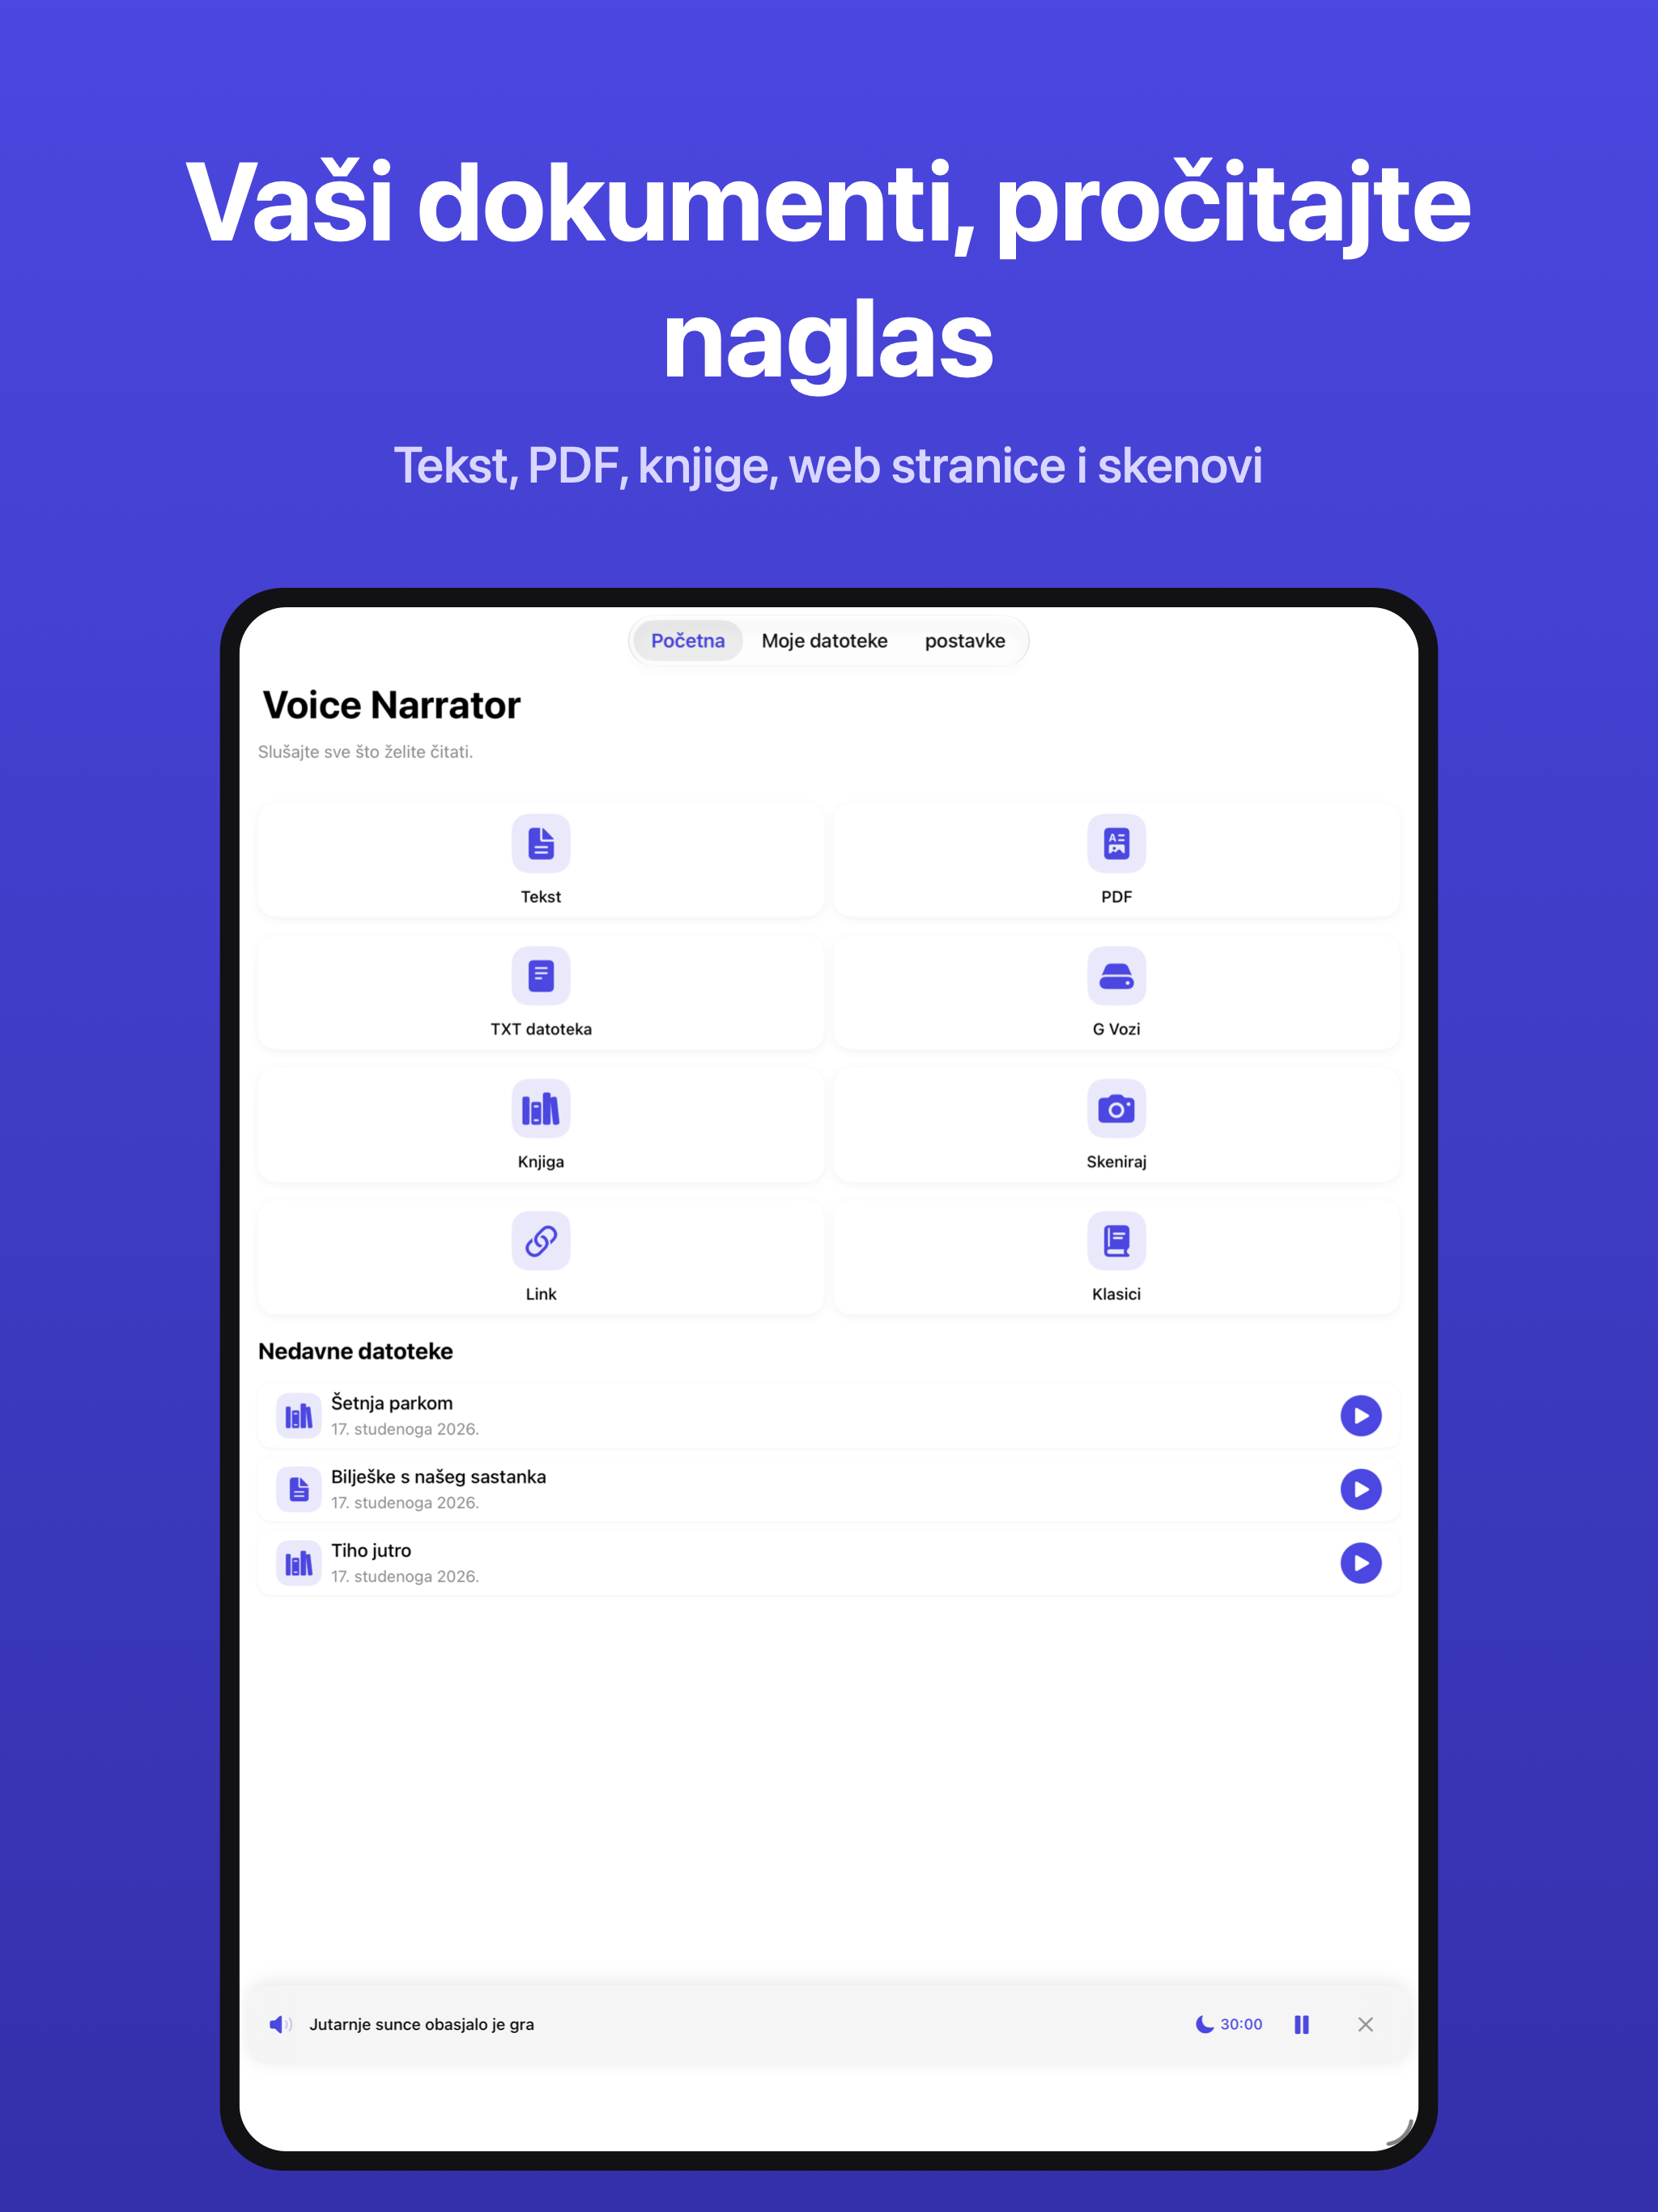 Vaši dokumenti, pročitajte
naglas
Tekst, PDF, knjige, web stranice i skenovi
Početna
Moje datoteke
postavke
Voice Narrator
Slušajte sve što želite čitati.
Tekst
PDF
TXT datoteka
G Vozi
Knjiga
Skeniraj
Link
Klasici
Nedavne datoteke
Šetnja parkom
17. studenoga 2026.
Bilješke s našeg sastanka
17. studenoga 2026.
Tiho jutro
17. studenoga 2026.
Jutarnje sunce obasjalo je gra
30:00